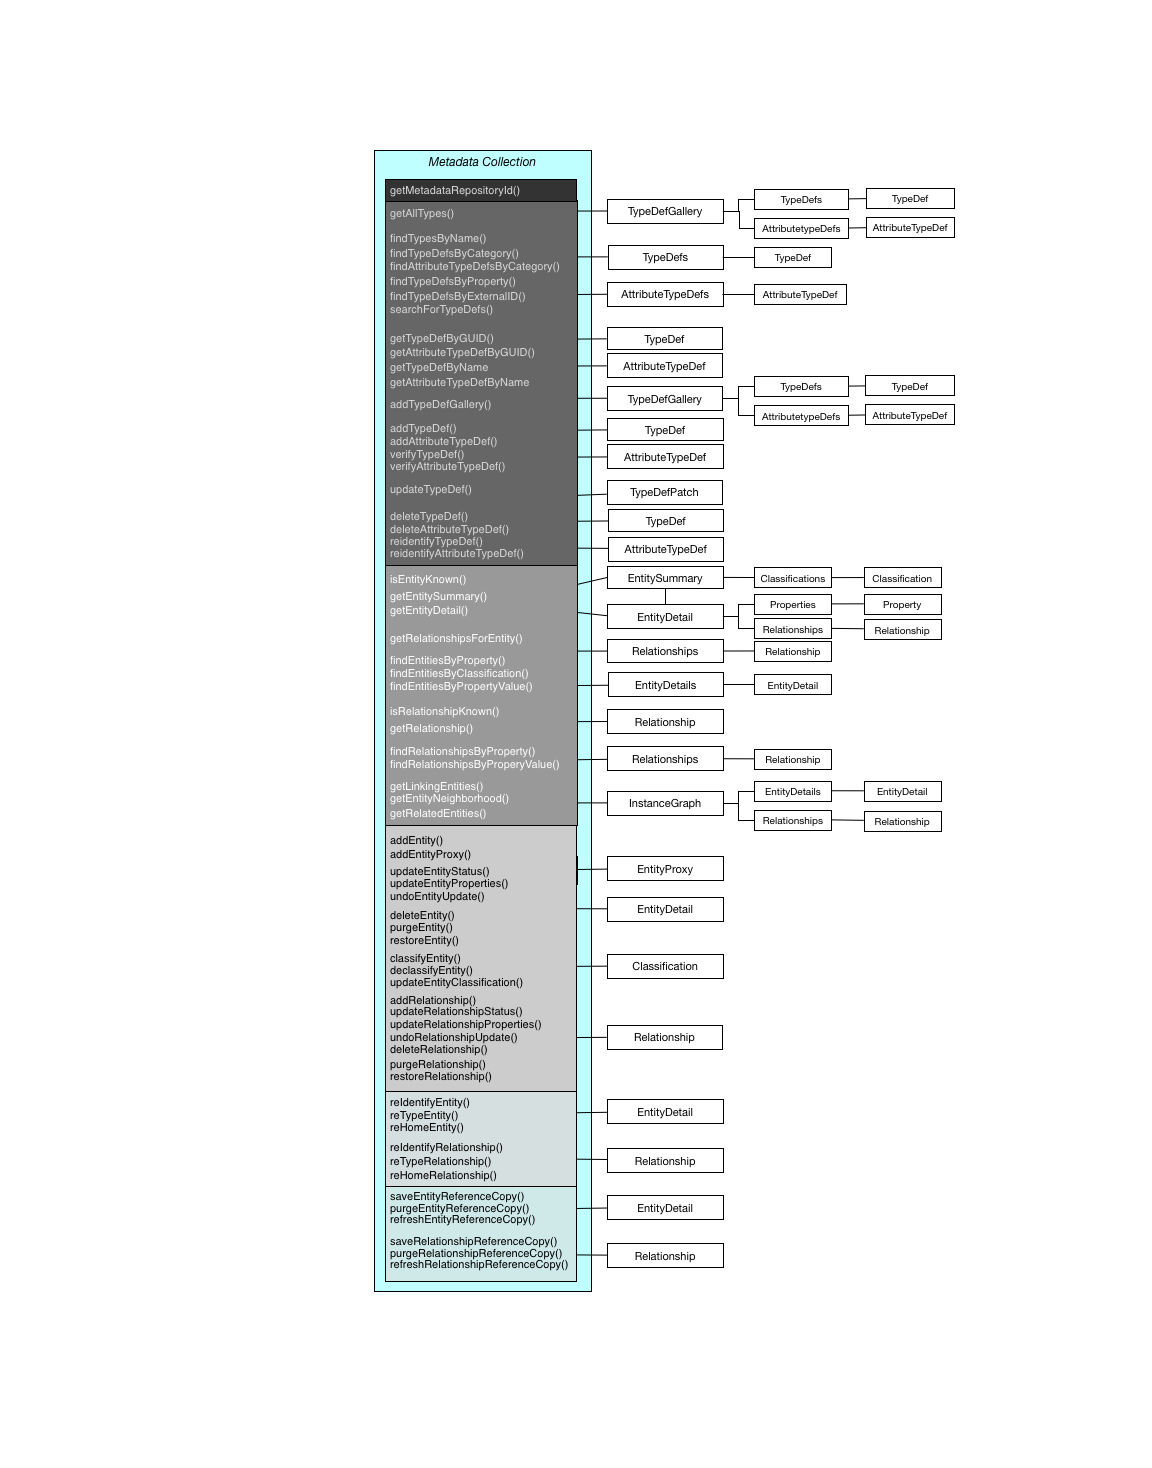 Metadata Collection
getMetadataRepositoryId()
getAllTypes()
TypeDefGallery
TypeDefs
TypeDef
AttributetypeDefs
AttributeTypeDef
findTypesByName()
findTypeDefsByCategory()
findAttributeTypeDefsByCategory()
findTypeDefsByProperty()
findTypeDefsByExternalID()
searchForTypeDefs()
TypeDefs
TypeDef
AttributeTypeDefs
AttributeTypeDef
getTypeDefByGUID()
getAttributeTypeDefByGUID()
getTypeDefByName
getAttributeTypeDefByName
TypeDef
AttributeTypeDef
addTypeDefGallery()
TypeDefGallery
TypeDefs
TypeDef
AttributetypeDefs
AttributeTypeDef
addTypeDef()
addAttributeTypeDef()
verifyTypeDef()
verifyAttributeTypeDef()
TypeDef
AttributeTypeDef
updateTypeDef()
TypeDefPatch
deleteTypeDef()
deleteAttributeTypeDef()
reidentifyTypeDef()
reidentifyAttributeTypeDef()
TypeDef
AttributeTypeDef
isEntityKnown()
getEntitySummary()
getEntityDetail()
EntitySummary
Classifications
Classification
EntityDetail
Properties
Property
Relationships
Relationship
getRelationshipsForEntity()
Relationships
Relationship
findEntitiesByProperty()
findEntitiesByClassification()
findEntitiesByPropertyValue()
EntityDetails
EntityDetail
isRelationshipKnown()
getRelationship()
Relationship
findRelationshipsByProperty()
findRelationshipsByProperyValue()
Relationships
Relationship
getLinkingEntities()
getEntityNeighborhood()
getRelatedEntities()
InstanceGraph
EntityDetails
EntityDetail
Relationships
Relationship
addEntity()
addEntityProxy()
updateEntityStatus()
updateEntityProperties()
undoEntityUpdate()
EntityProxy
deleteEntity()
purgeEntity()
restoreEntity()
EntityDetail
classifyEntity()
declassifyEntity()
updateEntityClassification()
Classification
addRelationship()
updateRelationshipStatus()
updateRelationshipProperties()
undoRelationshipUpdate()
deleteRelationship()
purgeRelationship()
restoreRelationship()
Relationship
reIdentifyEntity()
reTypeEntity()
reHomeEntity()
EntityDetail
reIdentifyRelationship()
reTypeRelationship()
reHomeRelationship()
Relationship
saveEntityReferenceCopy()
purgeEntityReferenceCopy()
refreshEntityReferenceCopy()
EntityDetail
saveRelationshipReferenceCopy()
purgeRelationshipReferenceCopy()
refreshRelationshipReferenceCopy()
Relationship